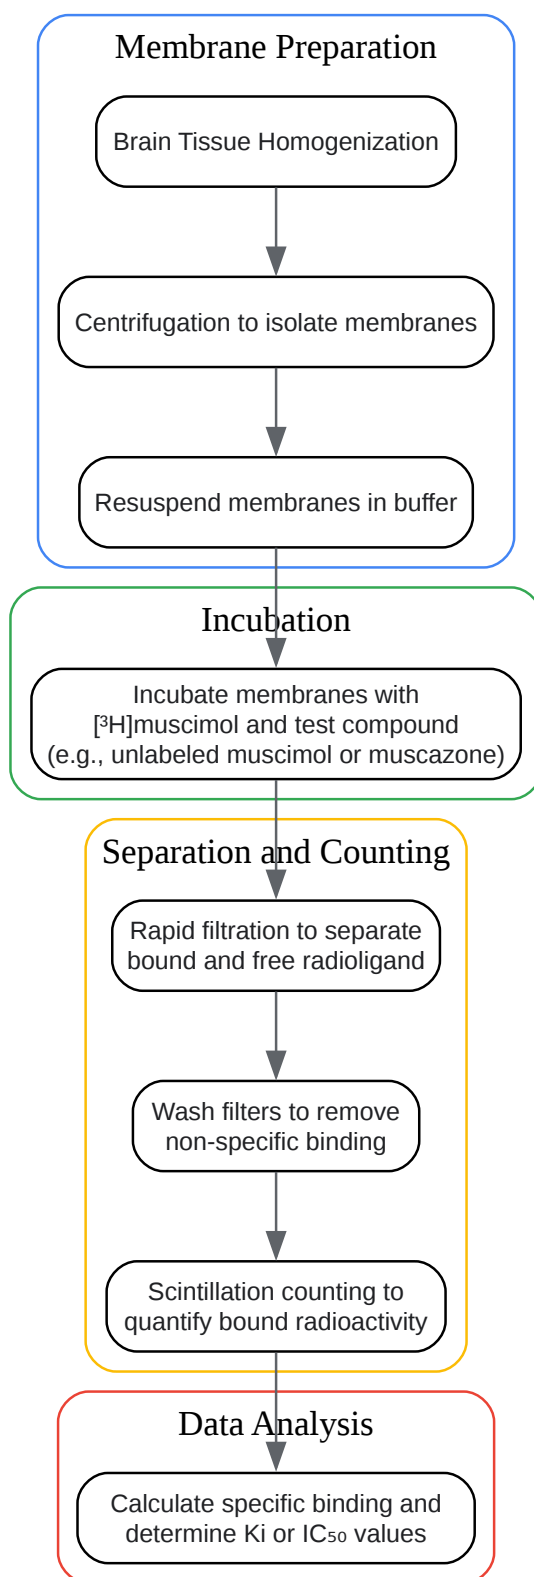 Membrane Preparation
Brain Tissue Homogenization
Centrifugation to isolate membranes
Resuspend membranes in buffer
Incubation
Incubate membranes with
[³H]muscimol and test compound
(e.g., unlabeled muscimol or muscazone)
Separation and Counting
Rapid filtration to separate
bound and free radioligand
Wash filters to remove
non-specific binding
Scintillation counting to
quantify bound radioactivity
Data Analysis
Calculate specific binding and
determine Ki or IC₅₀ values